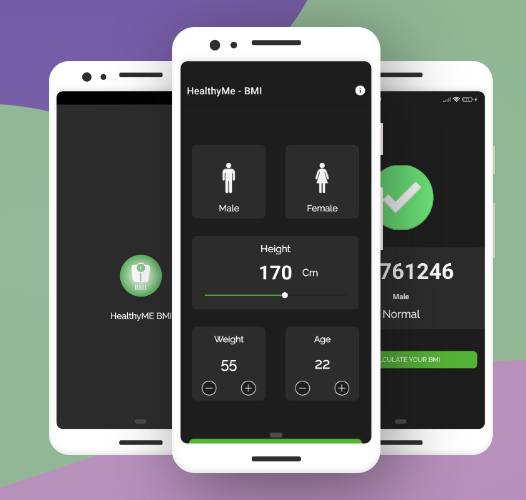 HealthyMe - BMI
Male
Female
Height
170 Cm
Weight
Age
55
22
BMI
HealthyME BMI
761246
Male
Normal
CULATE YOUR BMI